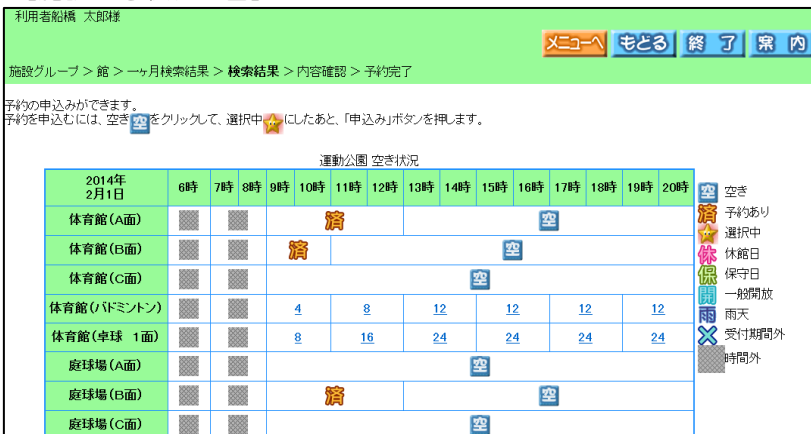 利用者船橋 太郎様
メニューへ もどる 終 了 案 内
施設グループ > 館 > 一ヶ月検索結果 > 検索結果 > 内容確認 > 予約完了
予約の申込みができます。
予約を申込むには、空き空をクリックして、選択中にしたあと、「申込み」ボタンを押します。
運動公園 空き状況
2014年 2月1日 6時 7時 8時 9時 10時 11時 12時 13時 14時 15時 16時 17時 18時 19時 20時
体育館(A面) 済 空
体育館(B面) 済 空
体育館(C面) 空
体育館(バドミントン) 4 8 12 12 12 12
体育館(卓球 1面) 8 16 24 24 24 24
庭球場(A面) 空
庭球場(B面) 済 空
庭球場(C面) 空
空 空き
済 予約あり
選択中
休 休館日
保 保守日
開 一般開放
雨 雨天
受付期間外
時間外